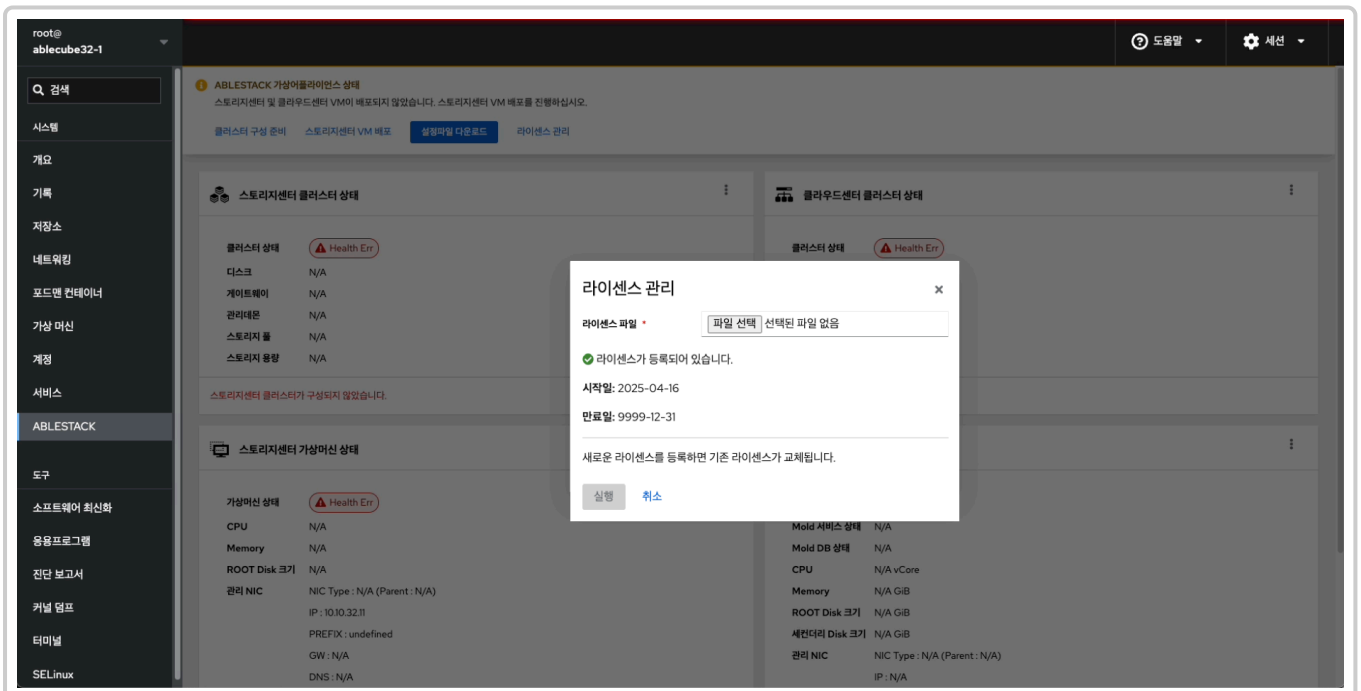 root@
ablecube32-1
도움말
세션
검색
시스템
개요
기록
저장소
네트워킹
포드맨 컨테이너
가상 머신
계정
서비스
ABLESTACK
도구
소프트웨어 최신화
응용프로그램
진단 보고서
커널 덤프
터미널
SELinux
ABLESTACK 가상어플라이언스 상태
스토리지센터 및 클라우드센터 VM이 배포되지 않았습니다. 스토리지센터 VM 배포를 진행하십시오.
클러스터 구성 준비 스토리지센터 VM 배포 설정파일 다운로드 라이센스 관리
스토리지센터 클러스터 상태
클러스터 상태 Health Err
디스크 N/A
게이트웨이 N/A
관리데몬 N/A
스토리지 풀 N/A
스토리지 용량 N/A
스토리지센터 클러스터가 구성되지 않았습니다.
클라우드센터 클러스터 상태
클러스터 상태 Health Err
라이센스 관리 ×
라이센스 파일 * 파일 선택 선택된 파일 없음
라이센스가 등록되어 있습니다.
시작일: 2025-04-16
만료일: 9999-12-31
새로운 라이센스를 등록하면 기존 라이센스가 교체됩니다.
실행 취소
스토리지센터 가상머신 상태
가상머신 상태 Health Err
CPU N/A
Memory N/A
ROOT Disk 크기 N/A
관리 NIC NIC Type : N/A (Parent : N/A)
IP : 10.10.32.11
PREFIX : undefined
GW : N/A
DNS : N/A
Mold 서비스 상태 N/A
Mold DB 상태 N/A
CPU N/A vCore
Memory N/A GiB
ROOT Disk 크기 N/A GiB
세컨더리 Disk 크기 N/A GiB
관리 NIC NIC Type : N/A (Parent : N/A)
IP : N/A